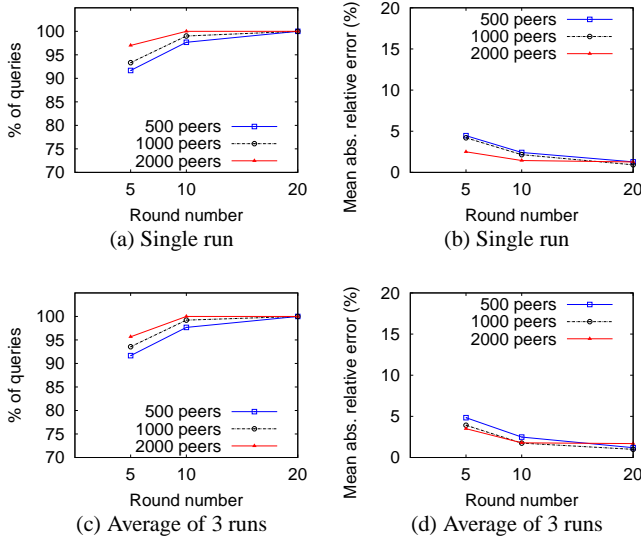 % of queries
100
95
90
85
80
75
70
500 peers
1000 peers
2000 peers
5 10 20
Round number
(a) Single run
Mean abs. relative error (%)
20
15
10
5
0
500 peers
1000 peers
2000 peers
5 10 20
Round number
(b) Single run
% of queries
100
95
90
85
80
75
70
500 peers
1000 peers
2000 peers
5 10 20
Round number
(c) Average of 3 runs
Mean abs. relative error (%)
20
15
10
5
0
500 peers
1000 peers
2000 peers
5 10 20
Round number
(d) Average of 3 runs